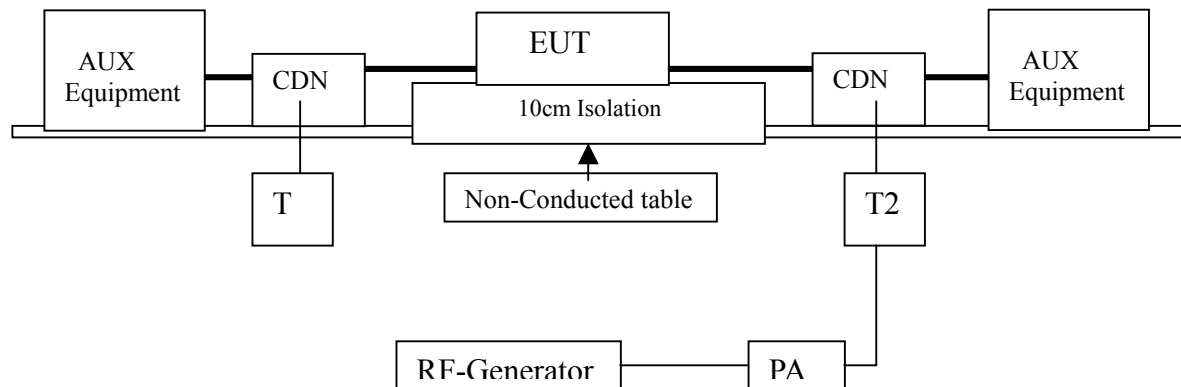 AUX
Equipment
CDN
EUT
10cm Isolation
CDN
AUX
Equipment
T
Non-Conducted table
T2
RF-Generator
PA